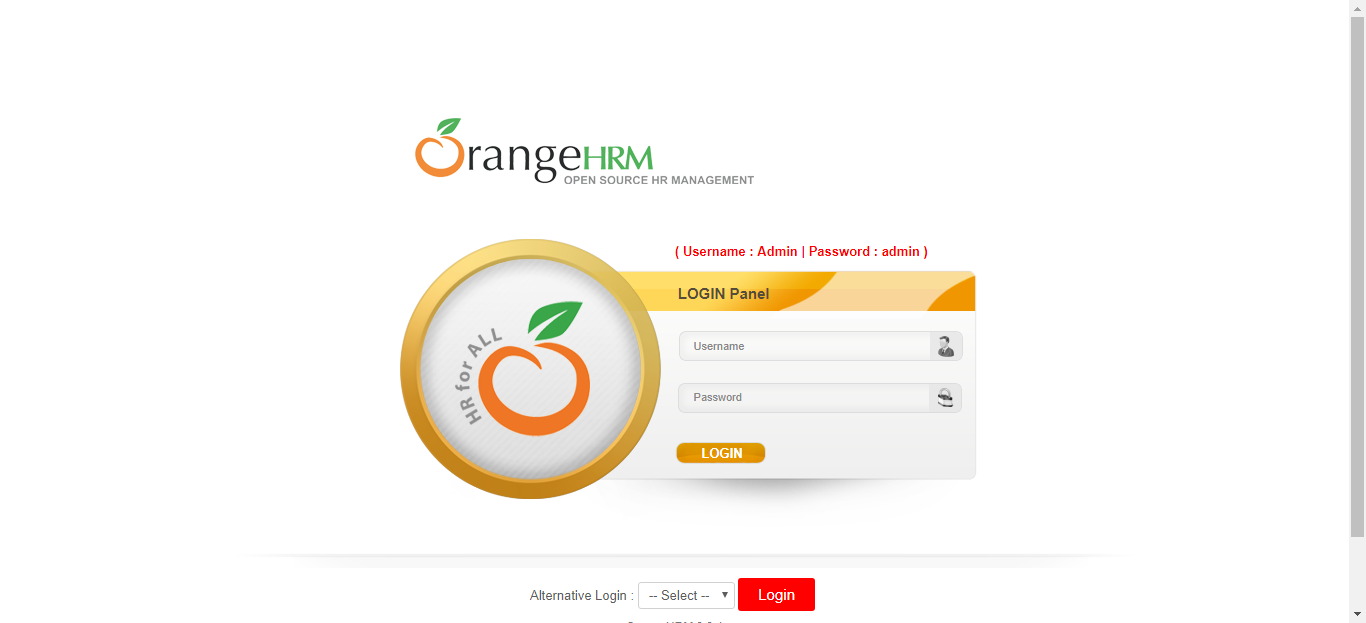 OrangeHRM
OPEN SOURCE HR MANAGEMENT
( Username : Admin | Password : admin )
HR for ALL
LOGIN Panel
Username
Password
LOGIN
Alternative Login : -- Select -- Login